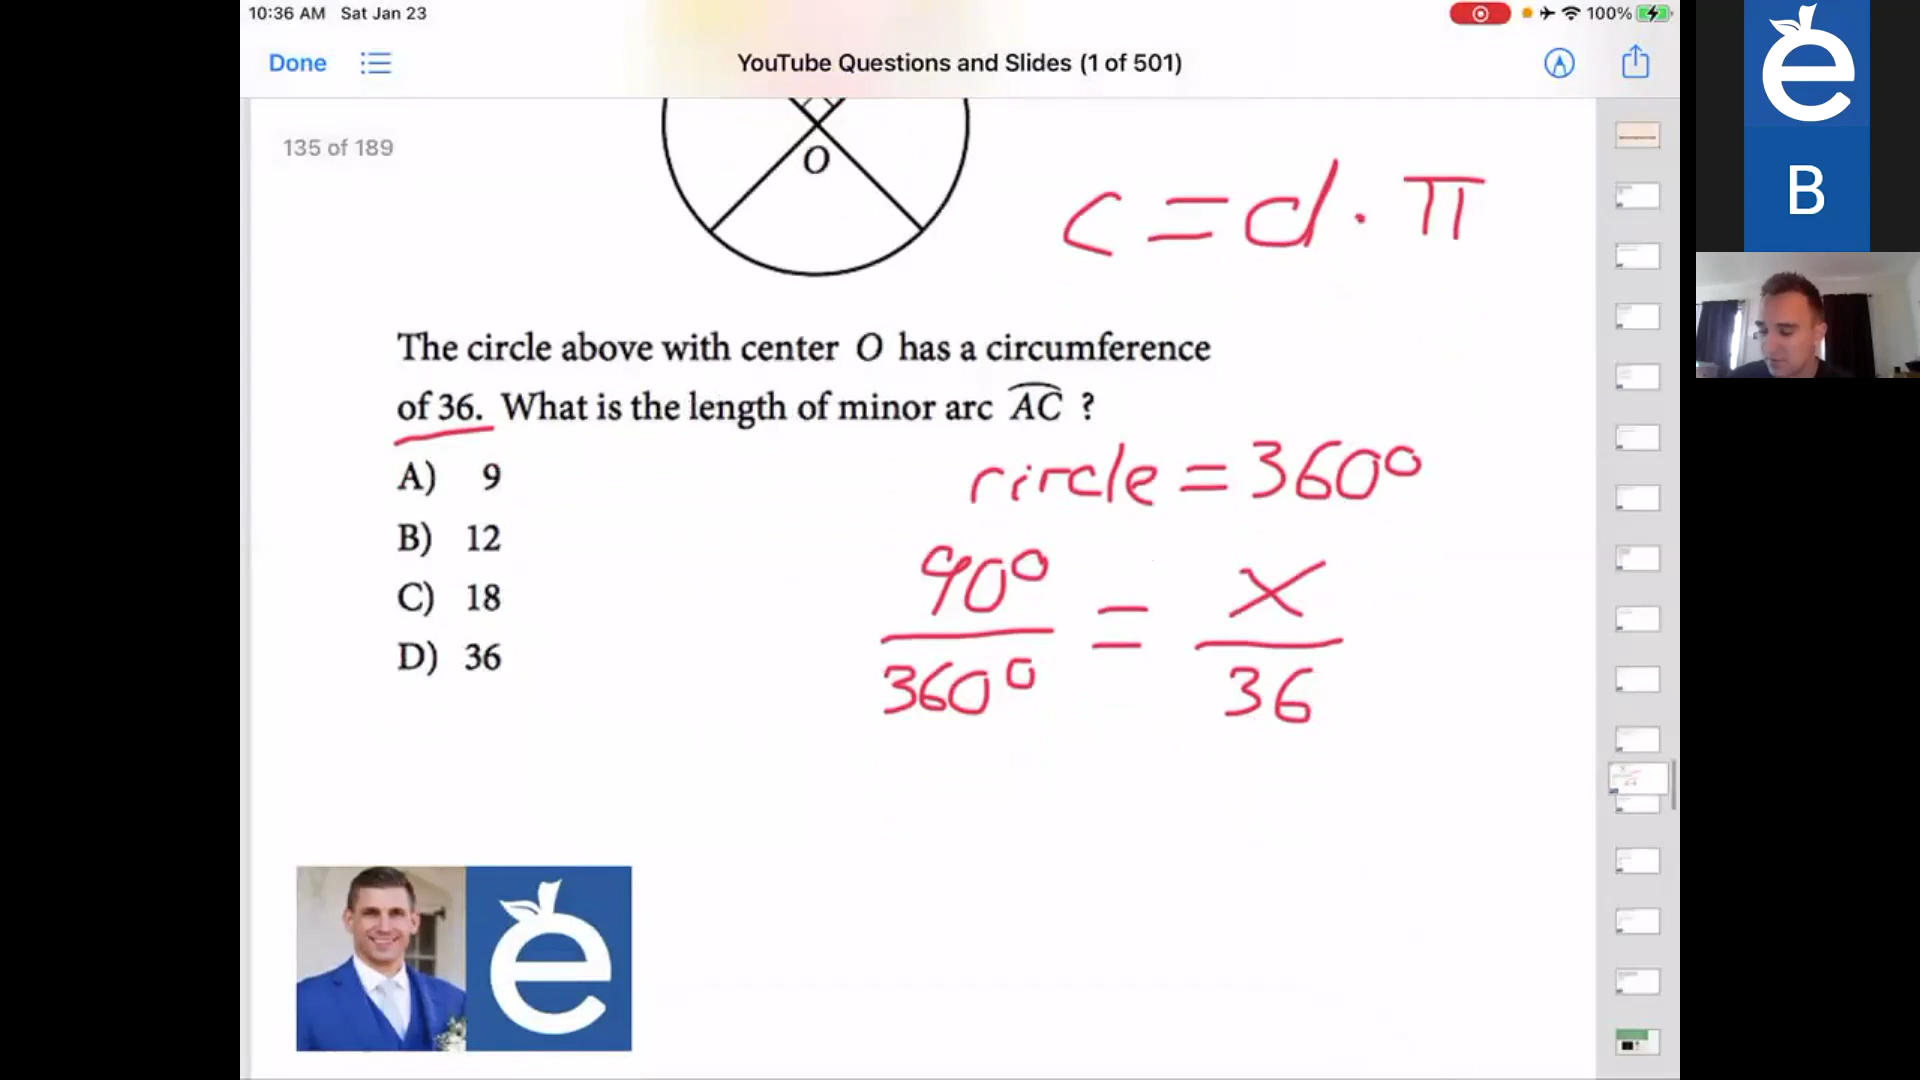 10:36 AM Sat Jan 23
100%
Done
YouTube Questions and Slides (1 of 501)
135 of 189
O
c = d · π
The circle above with center O has a circumference
of 36. What is the length of minor arc AC ?
circle = 360°
A) 9
B) 12
C) 18
D) 36
90°
360°
=
x
36
e
B
e